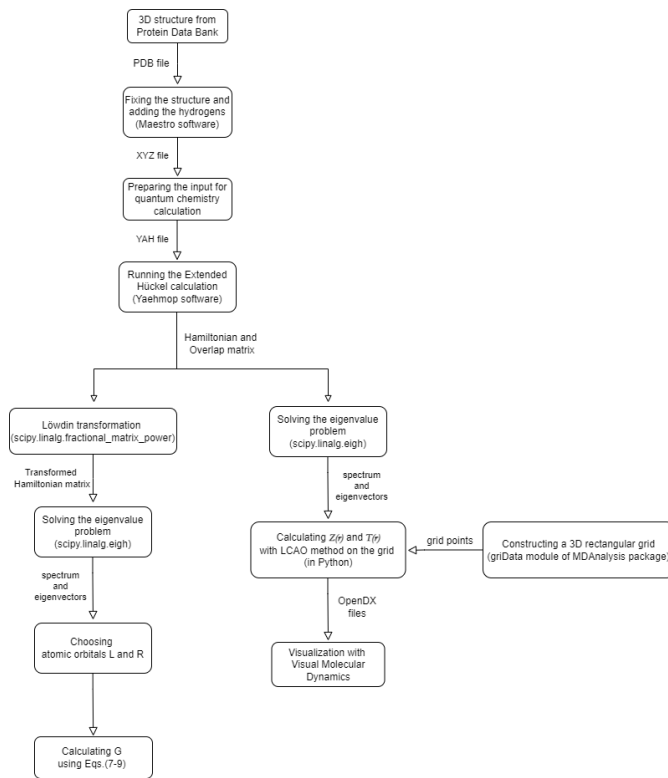 3D structure from
Protein Data Bank
PDB file
Fixing the structure and
adding the hydrogens
(Maestro software)
XYZ file
Preparing the input for
quantum chemistry
calculation
YAH file
Running the Extended
Hückel calculation
(Yaehmop software)
Hamiltonian and
Overlap matrix
Löwdin transformation
(scipy.linalg.fractional_matrix_power)
Transformed
Hamiltonian matrix
Solving the eigenvalue
problem
(scipy.linalg.eigh)
spectrum
and
eigenvectors
Choosing
atomic orbitals L and R
Calculating G
using Eqs.(7-9)
Solving the eigenvalue
problem
(scipy.linalg.eigh)
spectrum
and
eigenvectors
Calculating Z(r) and T(r)
with LCAO method on the grid
(in Python)
grid points
Constructing a 3D rectangular grid
(griData module of MDAnalysis package)
OpenDX
files
Visualization with
Visual Molecular
Dynamics